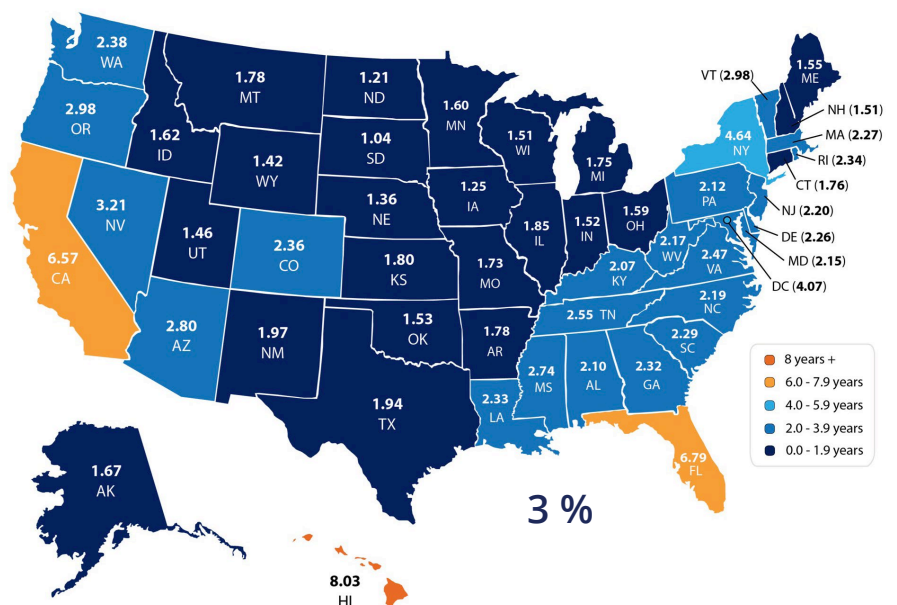 2.38
WA
2.98
OR
6.57
CA
3.21
NV
1.62
ID
1.78
MT
1.42
WY
1.46
UT
2.36
CO
2.80
AZ
1.97
NM
1.21
ND
1.04
SD
1.36
NE
1.80
KS
1.53
OK
1.94
TX
1.60
MN
1.25
IA
1.73
MO
1.78
AR
2.33
LA
1.51
WI
1.85
IL
1.75
MI
1.52
IN
1.59
OH
2.07
KY
2.55 TN
2.74
MS
2.10
AL
2.32
GA
6.79
FL
2.29
SC
2.19
NC
2.47
VA
2.17
WV
2.12
PA
4.64
NY
1.55
ME
VT (2.98)
NH (1.51)
MA (2.27)
RI (2.34)
CT (1.76)
NJ (2.20)
DE (2.26)
MD (2.15)
DC (4.07)
8 years +
6.0 - 7.9 years
4.0 - 5.9 years
2.0 - 3.9 years
0.0 - 1.9 years
1.67
AK
8.03
HI
3 %